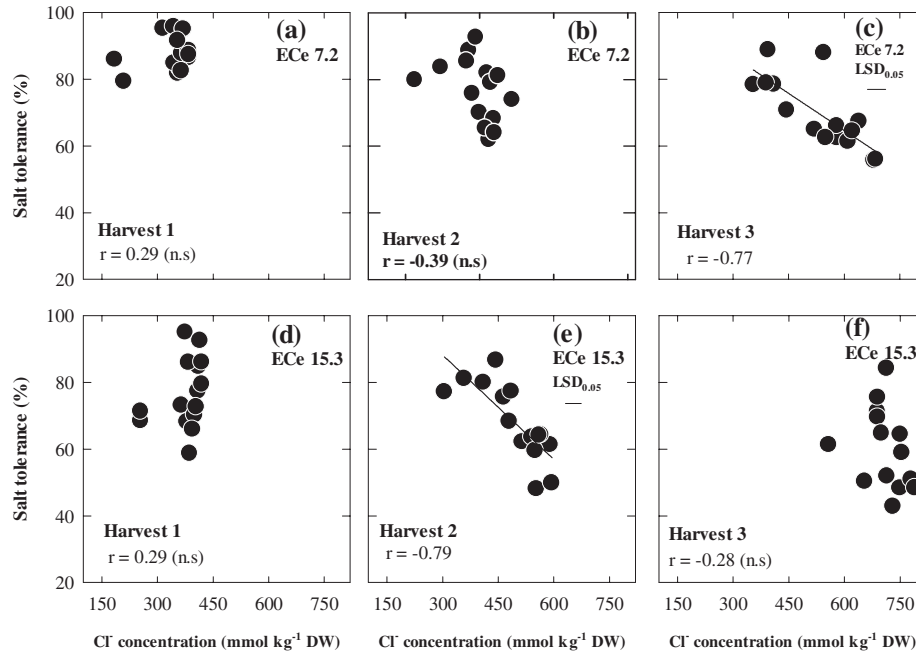 100
80
60
40
20
Salt tolerance (%)
(a)
ECe 7.2
Harvest 1
r = 0.29 (n.s)
(b)
ECe 7.2
Harvest 2
r = -0.39 (n.s)
(c)
ECe 7.2
LSD0.05
Harvest 3
r = -0.77
100
80
60
40
20
Salt tolerance (%)
(d)
ECe 15.3
Harvest 1
r = 0.29 (n.s)
(e)
ECe 15.3
LSD0.05
Harvest 2
r = -0.79
(f)
ECe 15.3
Harvest 3
r = -0.28 (n.s)
150 300 450 600 750
150 300 450 600 750
150 300 450 600 750
Cl- concentration (mmol kg-1 DW)
Cl- concentration (mmol kg-1 DW)
Cl- concentration (mmol kg-1 DW)